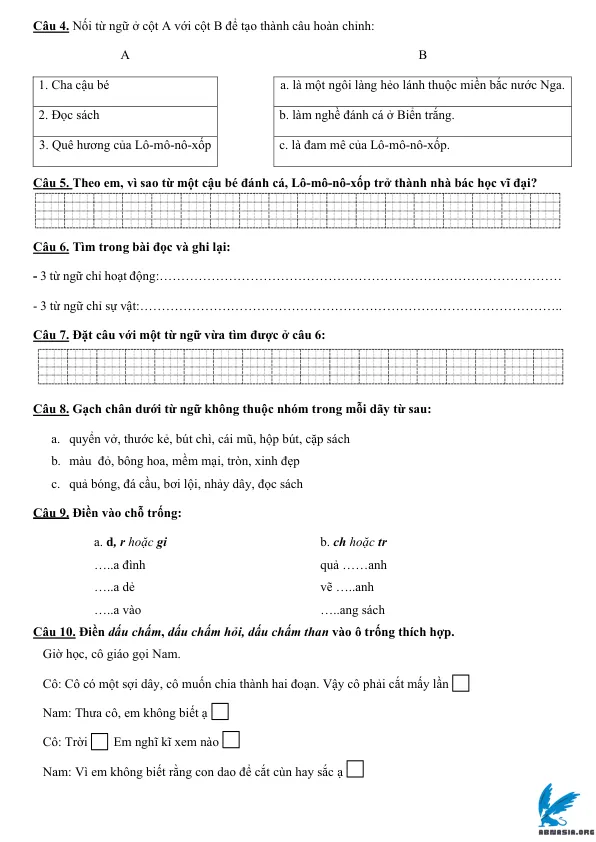 Câu 4. Nối từ ngữ ở cột A với cột B để tạo thành câu hoàn chỉnh:
A B
1. Cha cậu bé a. là một ngôi làng hẻo lánh thuộc miền bắc nước Nga.
2. Đọc sách b. làm nghề đánh cá ở Biển trắng.
3. Quê hương của Lô-mô-nô-xốp c. là đam mê của Lô-mô-nô-xốp.
Câu 5. Theo em, vì sao từ một cậu bé đánh cá, Lô-mô-nô-xốp trở thành nhà bác học vĩ đại?
Câu 6. Tìm trong bài đọc và ghi lại:
- 3 từ ngữ chỉ hoạt động:…………………………………………………………………………………
- 3 từ ngữ chỉ sự vật:……………………………………………………………………………………..
Câu 7. Đặt câu với một từ ngữ vừa tìm được ở câu 6:
Câu 8. Gạch chân dưới từ ngữ không thuộc nhóm trong mỗi dãy từ sau:
a. quyển vở, thước kẻ, bút chì, cái mũ, hộp bút, cặp sách
b. màu đỏ, bông hoa, mềm mại, tròn, xinh đẹp
c. quả bóng, đá cầu, bơi lội, nhảy dây, đọc sách
Câu 9. Điền vào chỗ trống:
a. d, r hoặc gi b. ch hoặc tr
…..a đình quả ……anh
…..a dẻ vẽ …..anh
…..a vào …..ang sách
Câu 10. Điền dấu chấm, dấu chấm hỏi, dấu chấm than vào ô trống thích hợp.
Giờ học, cô giáo gọi Nam.
Cô: Cô có một sợi dây, cô muốn chia thành hai đoạn. Vậy cô phải cắt mấy lần
Nam: Thưa cô, em không biết ạ
Cô: Trời Em nghĩ kĩ xem nào
Nam: Vì em không biết rằng con dao để cắt cùn hay sắc ạ
ABNASIA.ORG